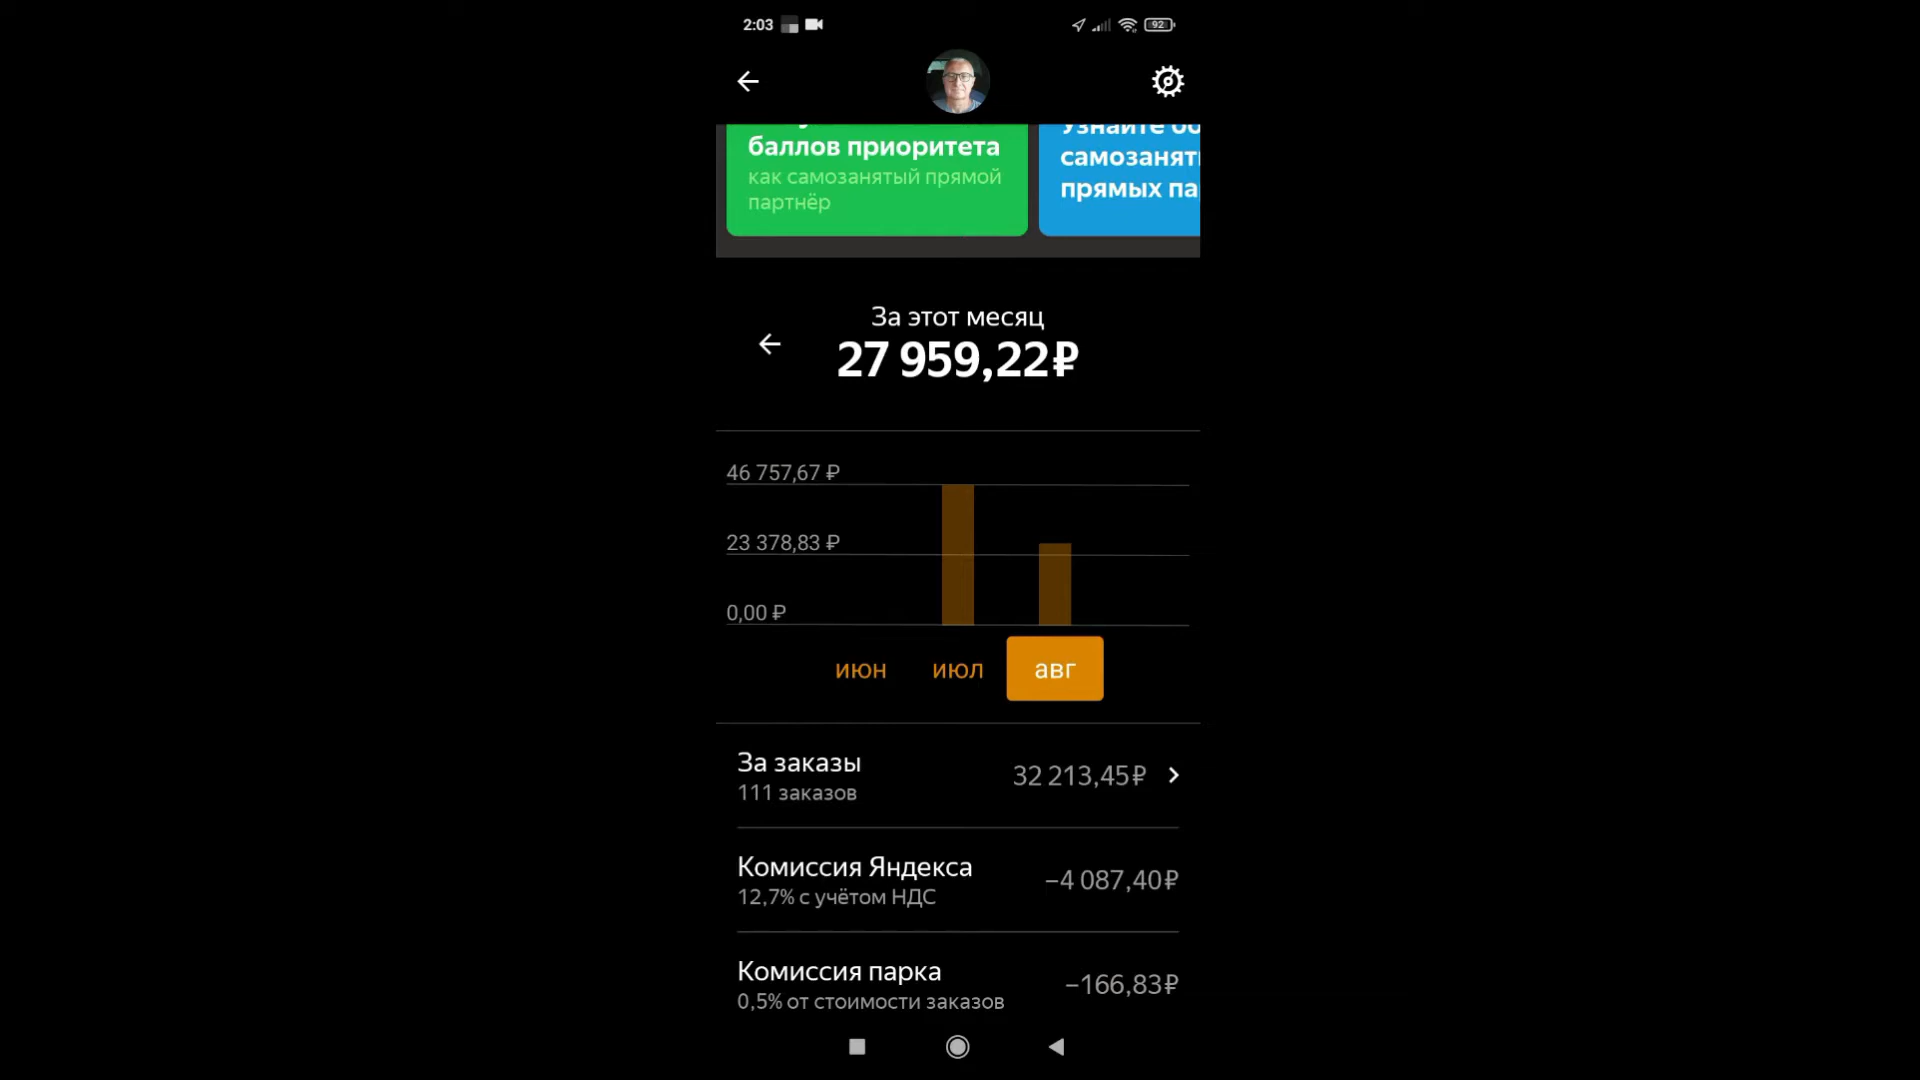 2:03
92
баллов приоритета
как самозанятый прямой
партнёр
Узнайте
самозанят
прямых па
За этот месяц
27 959,22₽
46 757,67 ₽
23 378,83 ₽
0,00 ₽
июн
июл
авг
За заказы
32 213,45₽
111 заказов
Комиссия Яндекса
−4 087,40₽
12,7% с учётом НДС
Комиссия парка
−166,83₽
0,5% от стоимости заказов